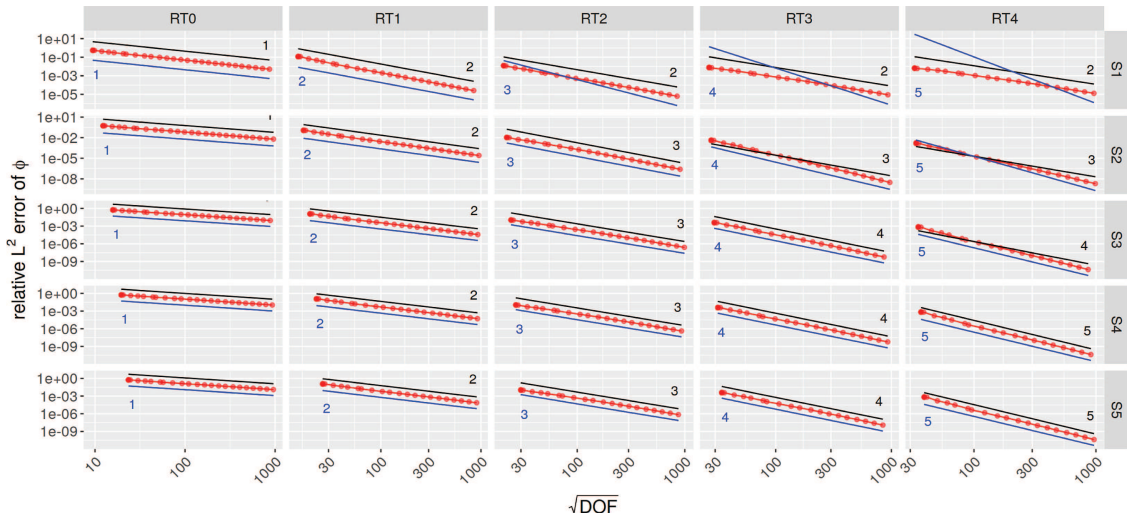 RT0 RT1 RT2 RT3 RT4
relative L² error of ϕ
1e+01
1e-01
1e-03
1e-05
1 1 2 2 2 3 2 4 2 5
S1
1e+01
1e-02
1e-05
1e-08
1 2 2 3 3 3 4 3 5
S2
1e+00
1e-03
1e-06
1e-09
1 2 2 3 3 4 4 4 5
S3
1e+00
1e-03
1e-06
1e-09
1 2 2 3 3 4 4 5 5
S4
1e+00
1e-03
1e-06
1e-09
1 2 2 3 3 4 4 5 5
S5
10 100 1000 30 100 300 1000 30 100 300 1000 30 100 300 1000 30 100 300 1000
√DOF